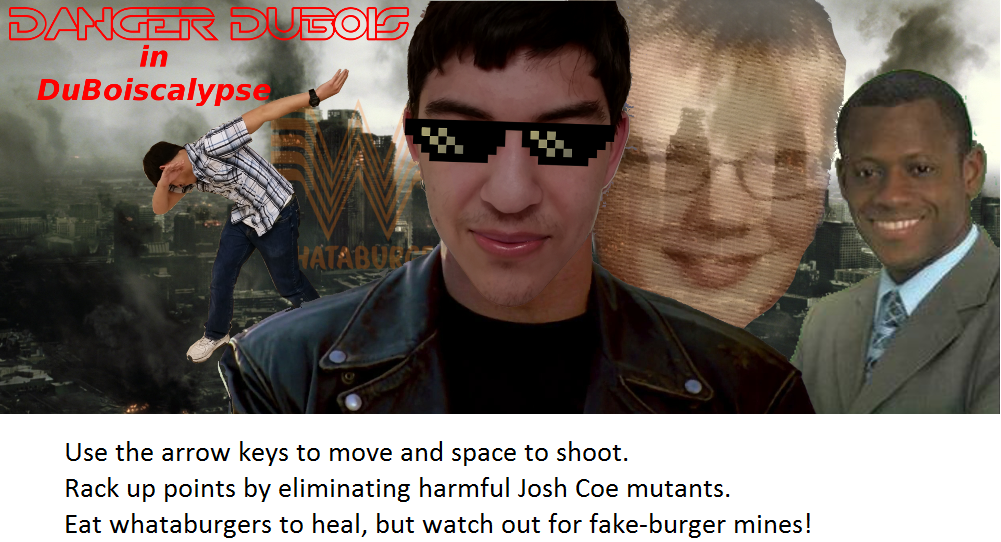 DANGER DUBOIS
in
DuBoiscalypse
WHATABURGER
Use the arrow keys to move and space to shoot.
Rack up points by eliminating harmful Josh Coe mutants.
Eat whataburgers to heal, but watch out for fake-burger mines!